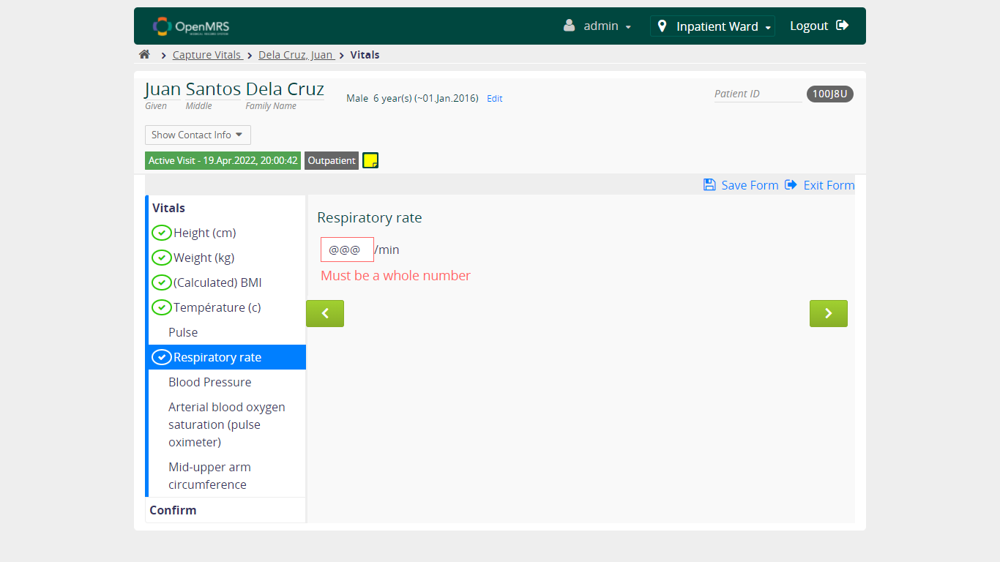 OpenMRS
admin
Inpatient Ward
Logout
Capture Vitals
Dela Cruz, Juan
Vitals
Juan Santos Dela Cruz
Given Middle Family Name
Male 6 year(s) (~01.Jan.2016) Edit
Patient ID 100J8U
Show Contact Info
Active Visit - 19.Apr.2022, 20:00:42 Outpatient
Save Form Exit Form
Vitals
Height (cm)
Weight (kg)
(Calculated) BMI
Température (c)
Pulse
Respiratory rate
Blood Pressure
Arterial blood oxygen
saturation (pulse
oximeter)
Mid-upper arm
circumference
Confirm
Respiratory rate
@@@ /min
Must be a whole number